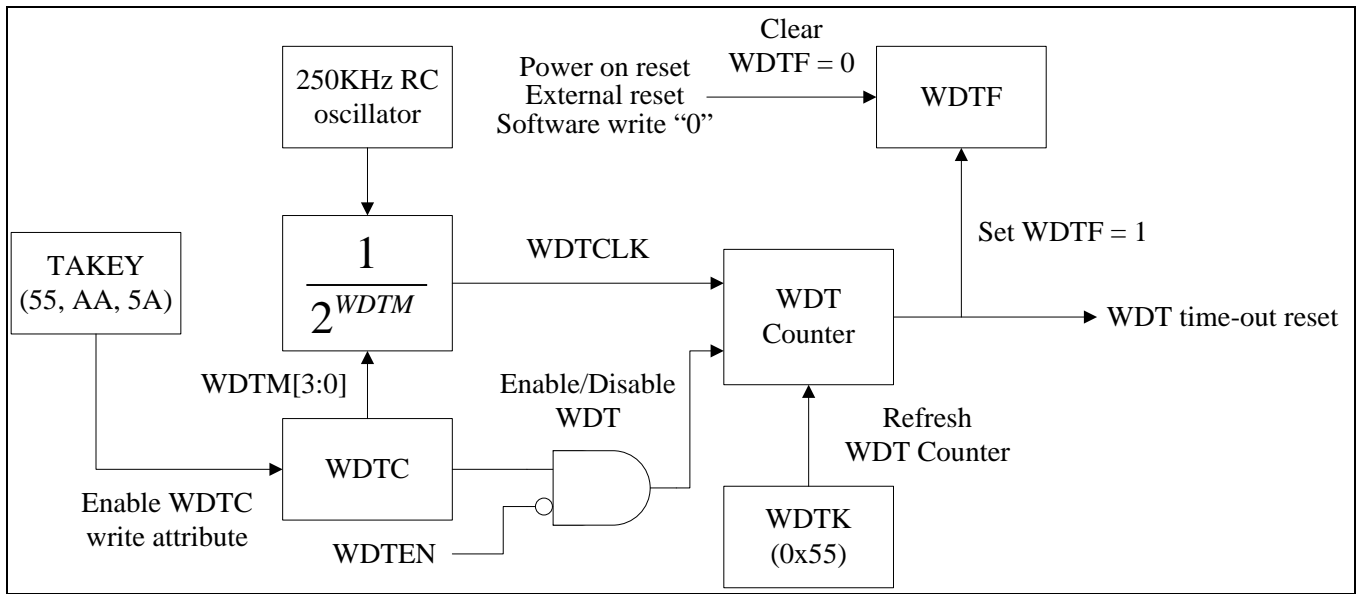 250KHz RC
oscillator
Power on reset
External reset
Software write “0”
Clear
WDTF = 0
WDTF
TAKEY
(55, AA, 5A)
1
2^WDTM
WDTCLK
WDT
Counter
Set WDTF = 1
WDT time-out reset
WDTM[3:0]
Enable/Disable
WDT
Refresh
WDT Counter
WDTC
Enable WDTC
write attribute
WDTEN
WDTK
(0x55)